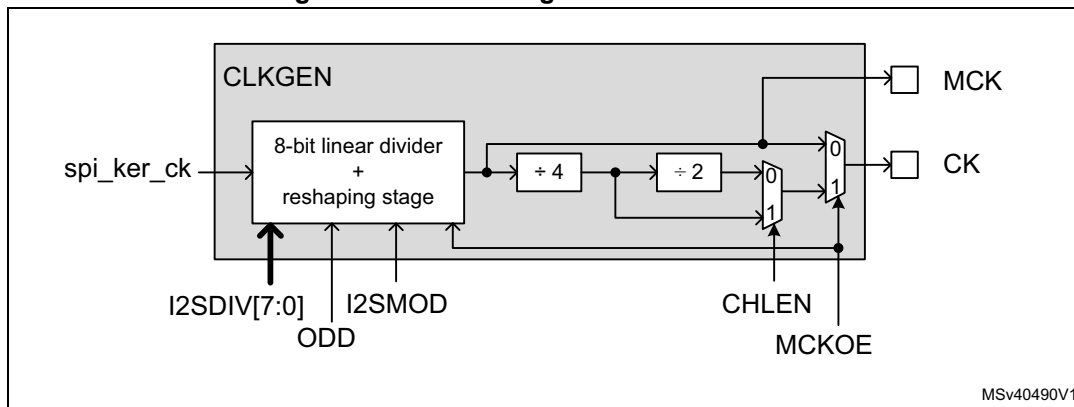 CLKGEN
MCK
8-bit linear divider
+
reshaping stage
spi_ker_ck
÷ 4
÷ 2
0
1
0
1
CK
I2SDIV[7:0]
I2SMOD
CHLEN
ODD
MCKOE
MSv40490V1